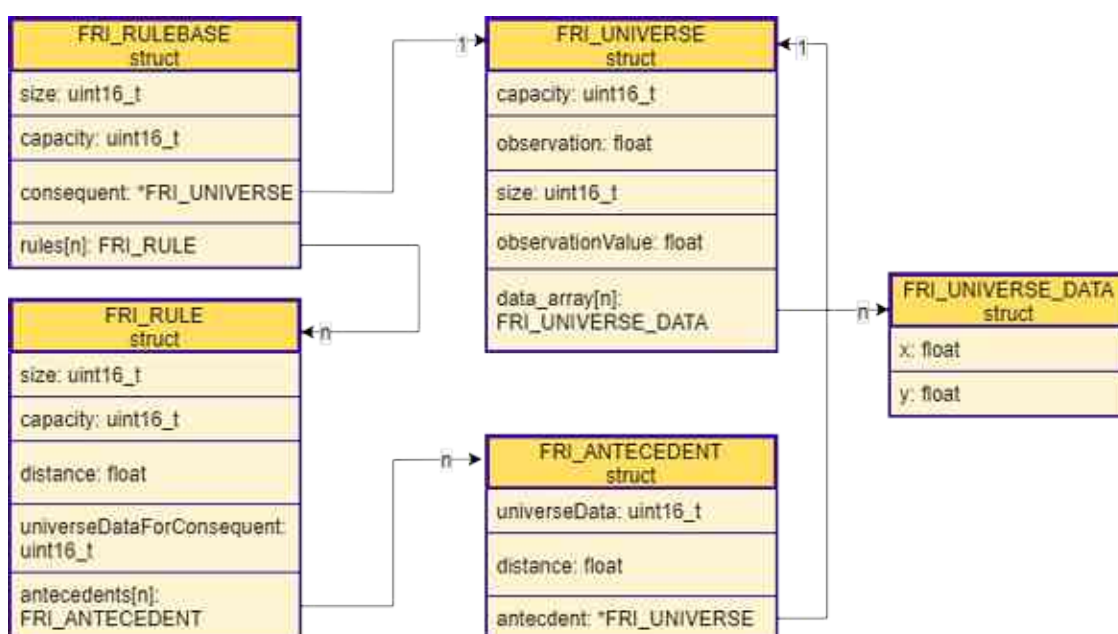 FRI_RULEBASE
struct
size: uint16_t
capacity: uint16_t
consequent: *FRI_UNIVERSE
rules[n]: FRI_RULE
1
FRI_UNIVERSE
struct
capacity: uint16_t
observation: float
size: uint16_t
observationValue: float
data_array[n]:
FRI_UNIVERSE_DATA
1
n
FRI_UNIVERSE_DATA
struct
x: float
y: float
FRI_RULE
struct
size: uint16_t
capacity: uint16_t
distance: float
universeDataForConsequent:
uint16_t
antecedents[n]:
FRI_ANTECEDENT
n
n
FRI_ANTECEDENT
struct
universeData: uint16_t
distance: float
antecdent: *FRI_UNIVERSE